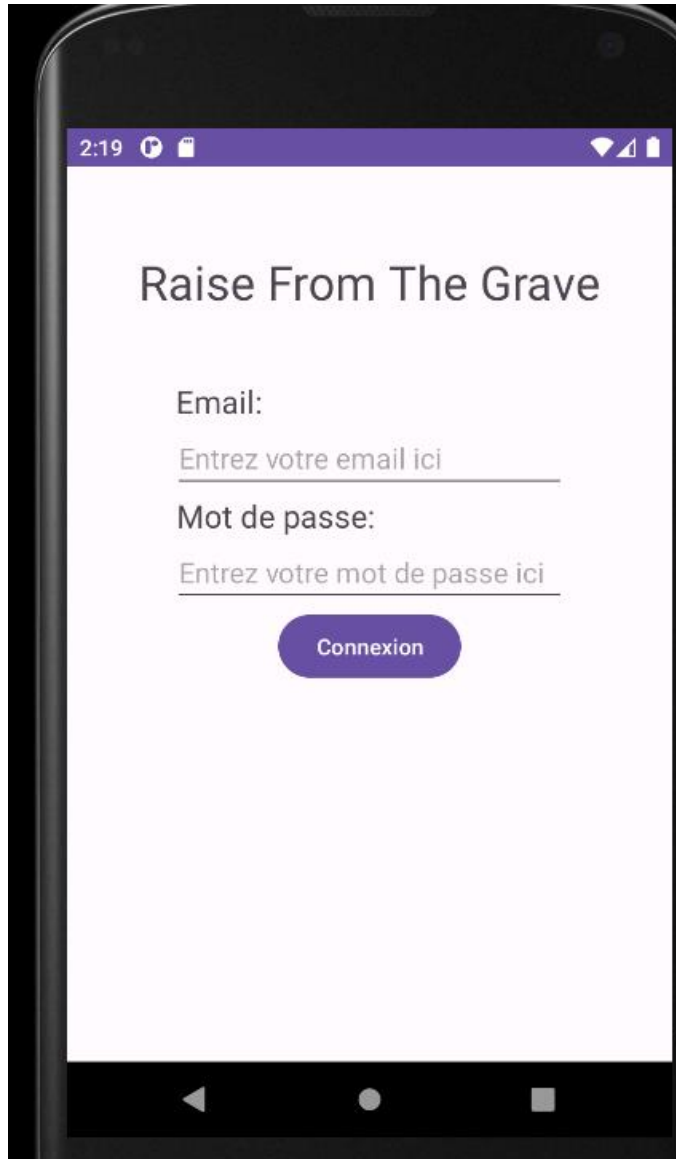 2:19
Raise From The Grave
Email:
Entrez votre email ici
Mot de passe:
Entrez votre mot de passe ici
Connexion